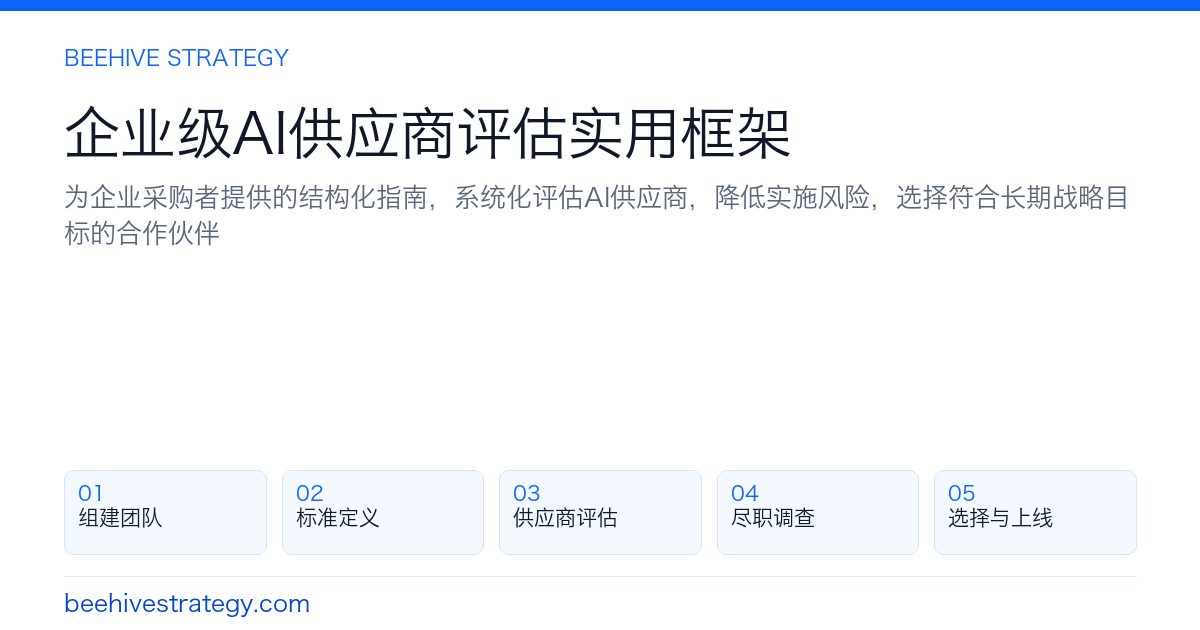 BEEHIVE STRATEGY
企业级AI供应商评估实用框架
为企业采购者提供的结构化指南，系统化评估AI供应商，降低实施风险，选择符合长期战略目
标的合作伙伴
01
组建团队
02
标准定义
03
供应商评估
04
尽职调查
05
选择与上线
beehivestrategy.com